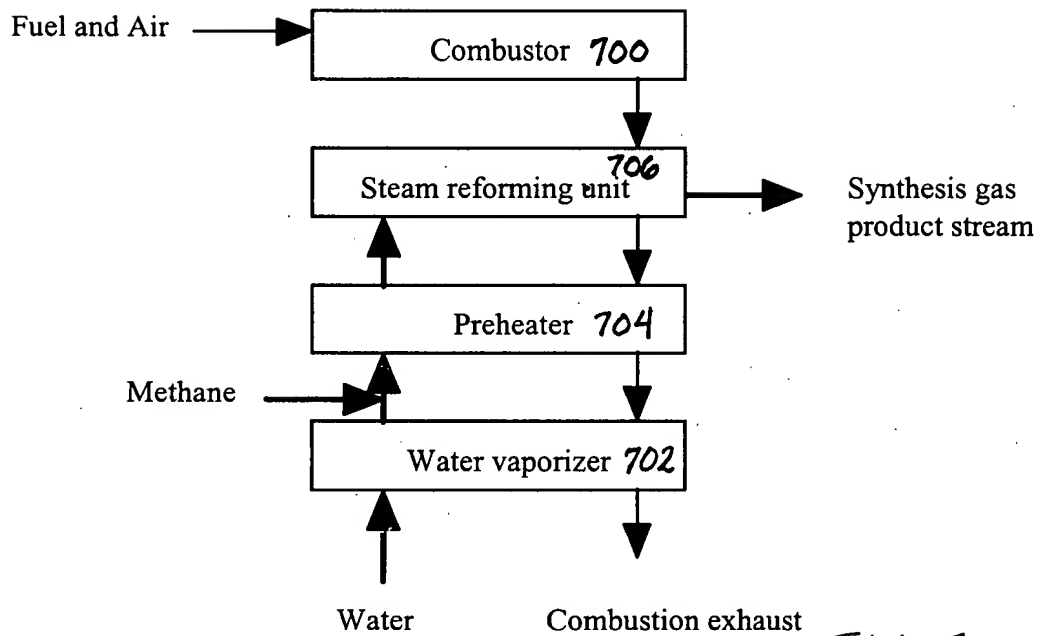 Fuel and Air
Combustor 700
706
Steam reforming unit
Synthesis gas
product stream
Preheater 704
Methane
Water vaporizer 702
Water
Combustion exhaust